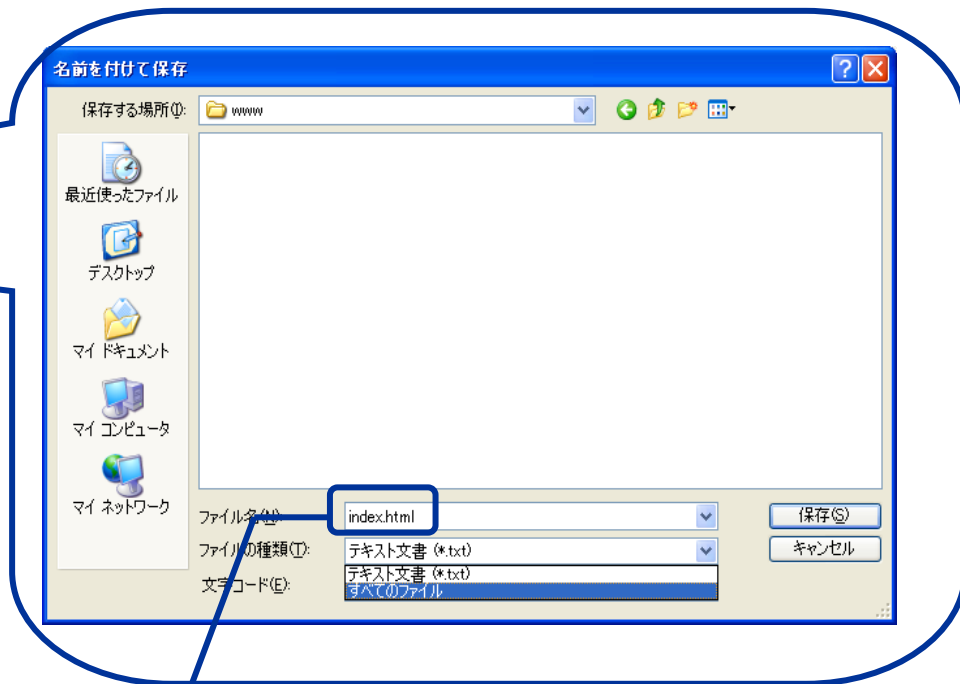 名前を付けて保存
保存する場所(I):
www
最近使ったファイル
デスクトップ
マイ ドキュメント
マイ コンピュータ
マイ ネットワーク
ファイル名(N):
index.html
保存(S)
ファイルの種類(T):
テキスト文書 (*.txt)
キャンセル
文字コード(E):
テキスト文書 (*.txt)
すべてのファイル